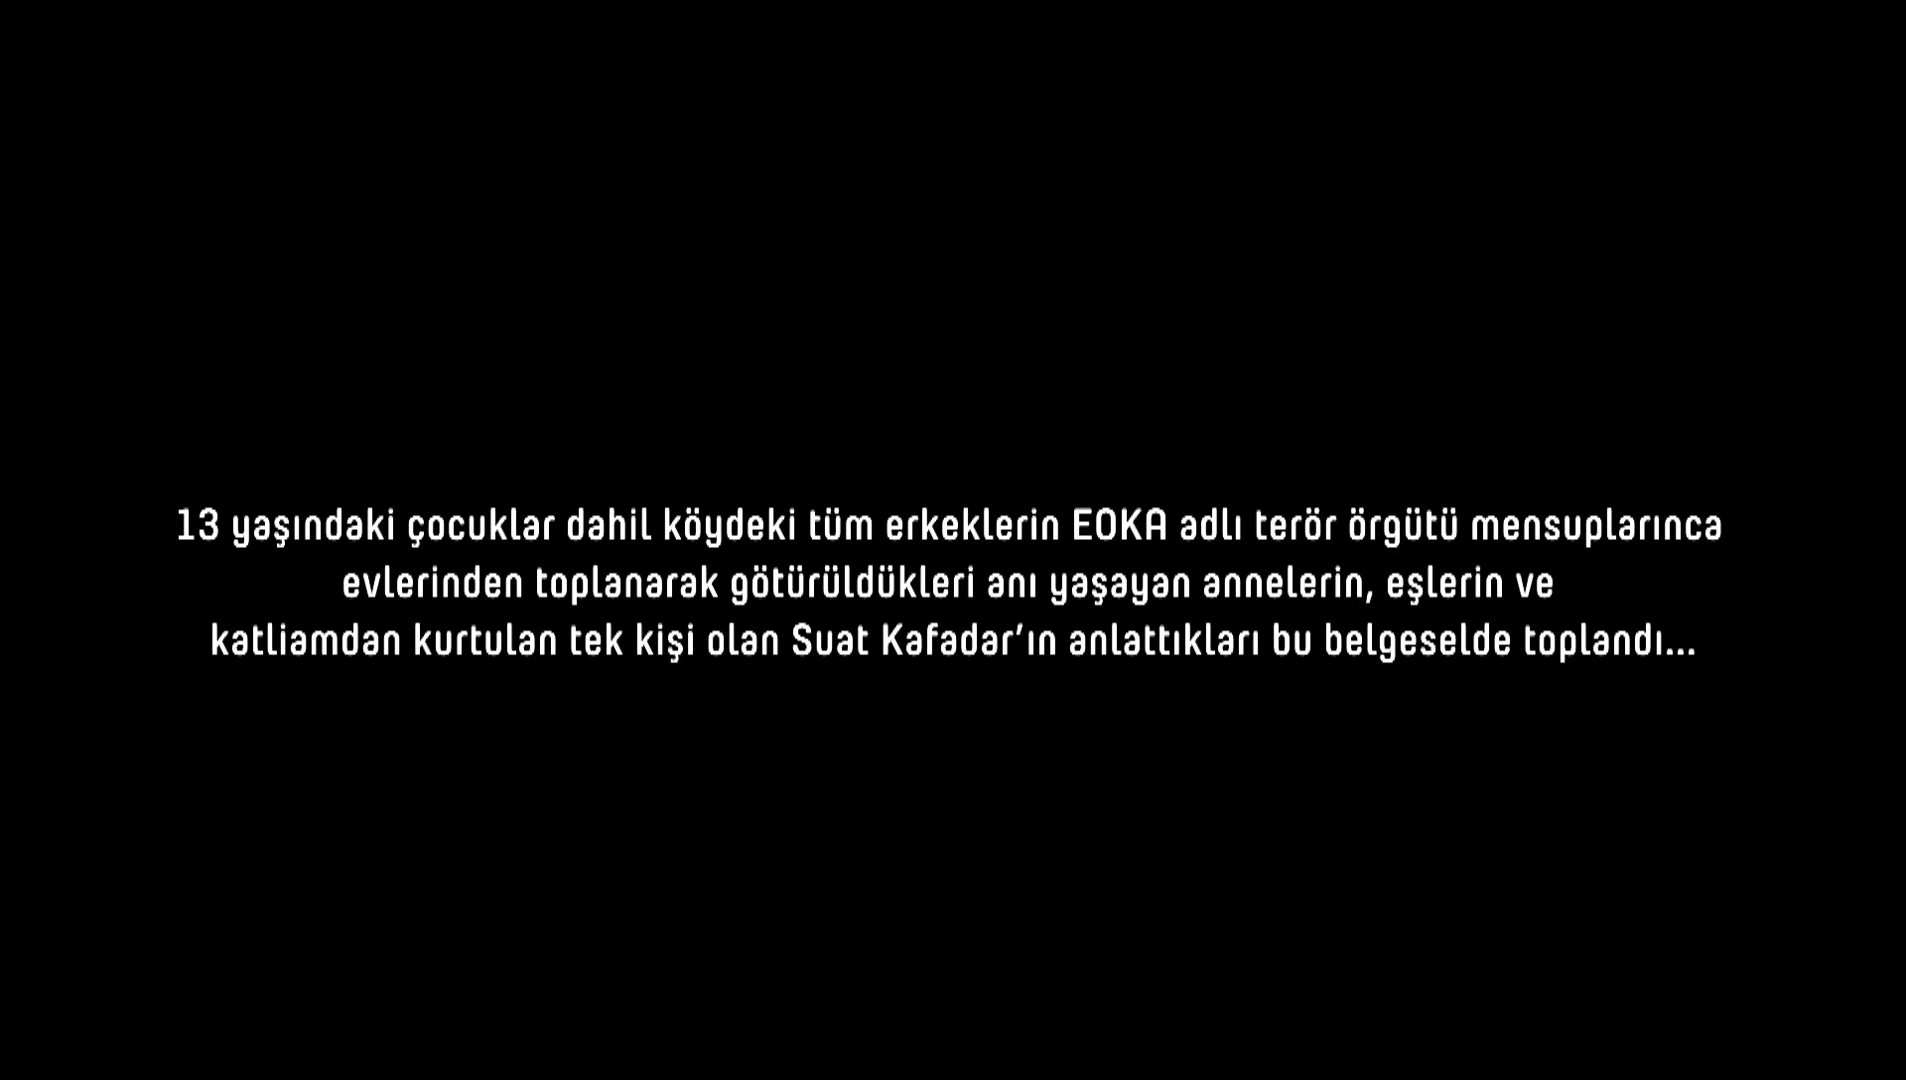 13 yaşındaki çocuklar dahil köydeki tüm erkeklerin EOKA adlı terör örgütü mensuplarınca
evlerinden toplanarak götürüldükleri anı yaşayan annelerin, eşlerin ve
katliamdan kurtulan tek kişi olan Suat Kafadar’ın anlattıkları bu belgeselde toplandı...